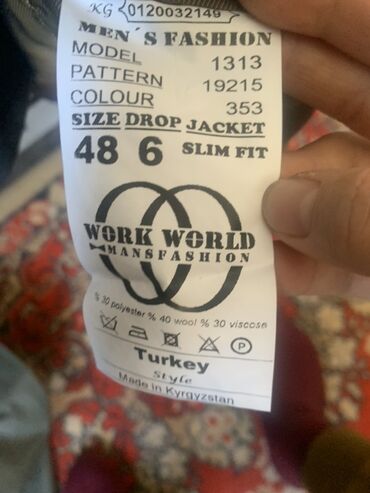 KG 0120032149
MEN´S FASHION
MODEL 1313
PATTERN 19215
COLOUR 353
SIZE DROP JACKET
48 6 SLIM FIT
WORK WORLD
MANSFASHION
% 30 polyester % 40 wool % 30 viscose
P
Turkey
Style
Made in Kyrgyzstan